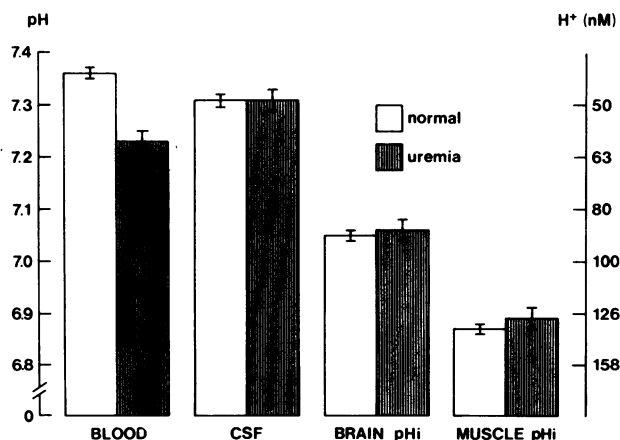 pH
H+ (nM)
7.4
7.3
7.2
7.1
7.0
6.9
6.8
0
50
63
80
100
126
158
normal
uremia
BLOOD
CSF
BRAIN pHi
MUSCLE pHi